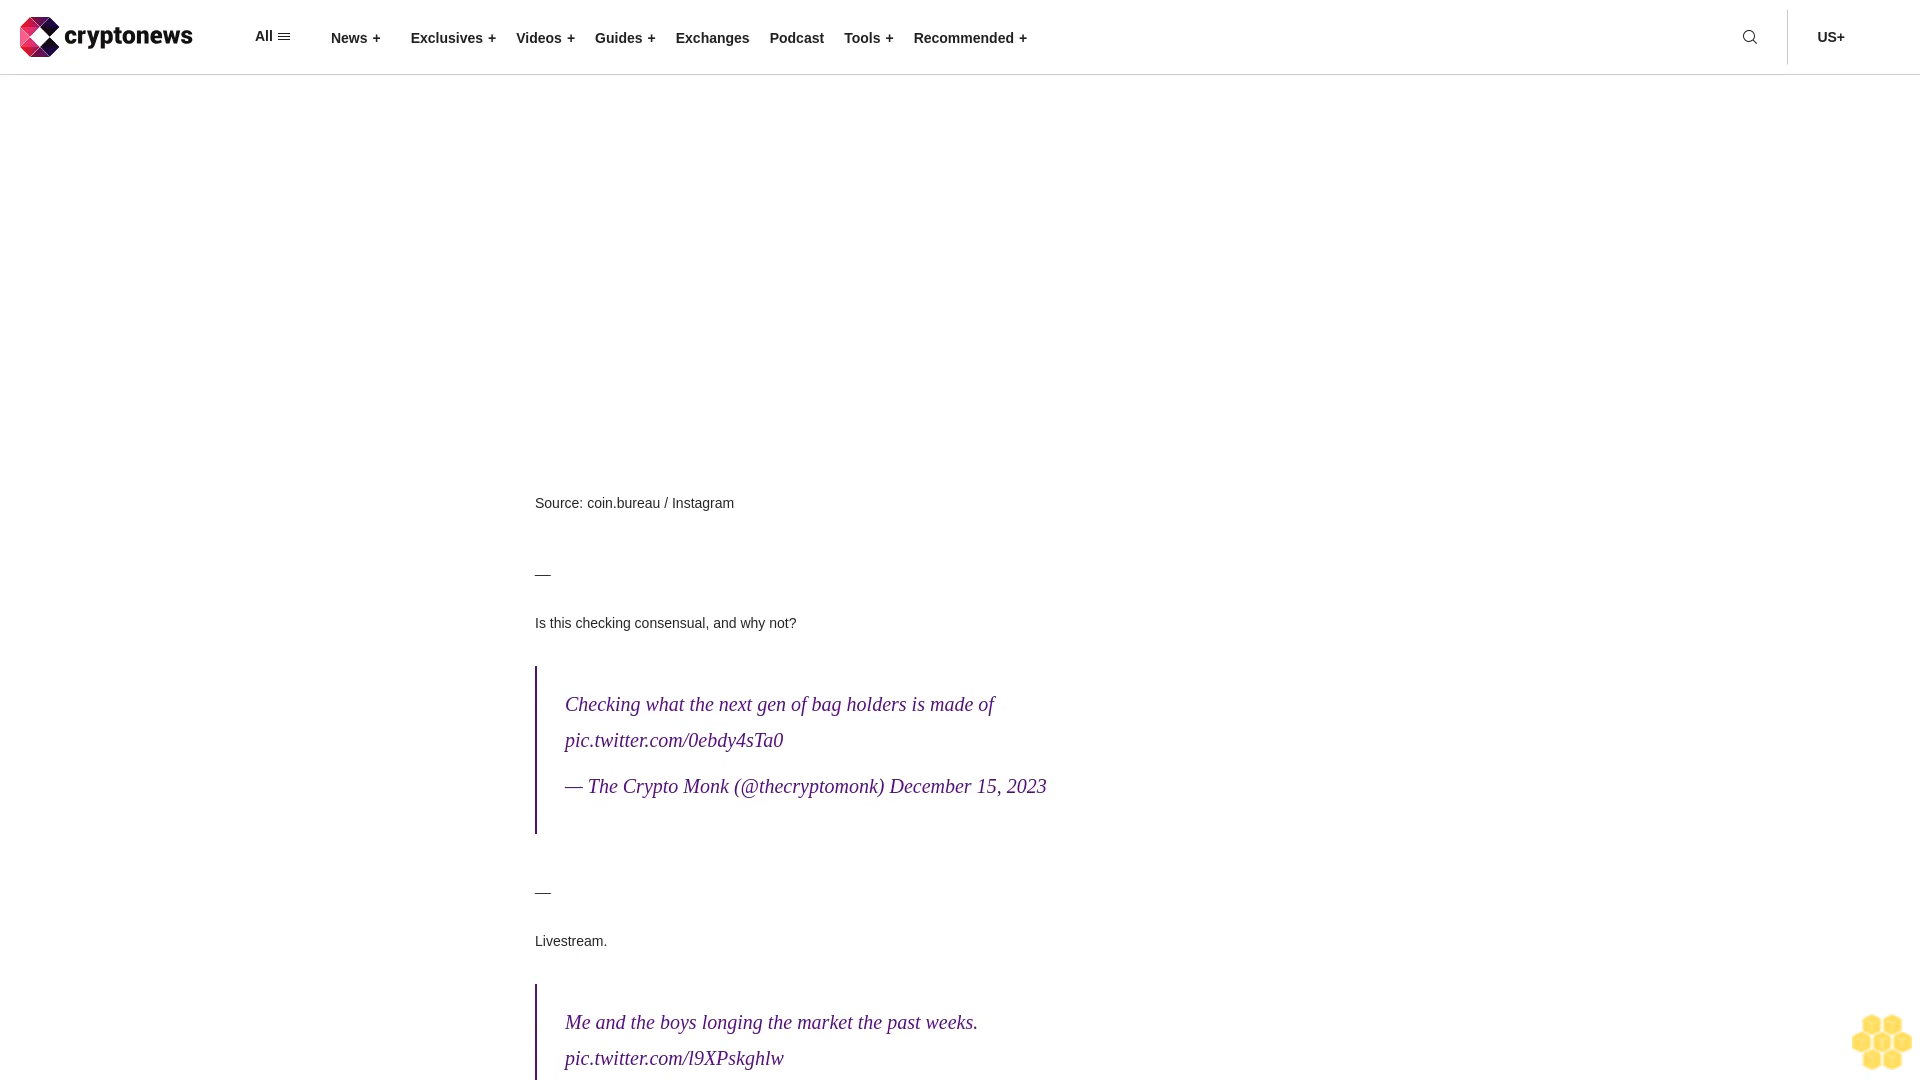 cryptonews
All
News +
Exclusives +
Videos +
Guides +
Exchanges
Podcast
Tools +
Recommended +
US+
Source: coin.bureau / Instagram
—
Is this checking consensual, and why not?
Checking what the next gen of bag holders is made of
pic.twitter.com/0ebdy4sTa0
— The Crypto Monk (@thecryptomonk) December 15, 2023
—
Livestream.
Me and the boys longing the market the past weeks.
pic.twitter.com/l9XPskghlw